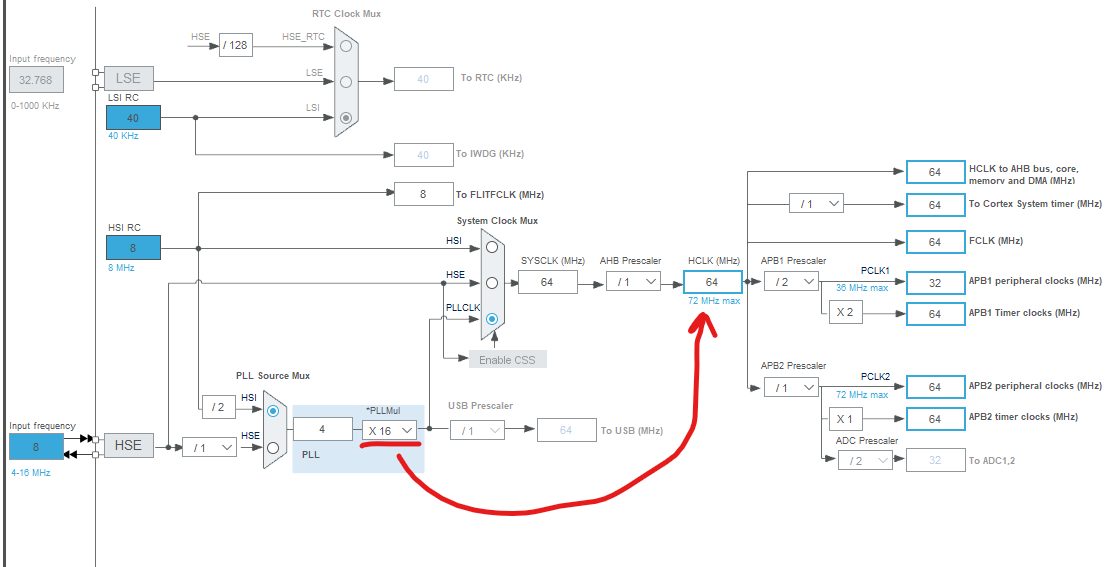 RTC Clock Mux
HSE
/ 128
HSE_RTC
Input frequency
32.768
0-1000 KHz
LSE
LSE
40
To RTC (KHz)
LSI RC
40
40 KHz
LSI
40
To IWDG (KHz)
8
To FLITFCLK (MHz)
System Clock Mux
HSI RC
8
8 MHz
HSI
HSE
PLLCLK
Enable CSS
SYSCLK (MHz)
64
AHB Prescaler
/ 1
HCLK (MHz)
64
72 MHz max
64
HCLK to AHB bus, core,
memory and DMA (MHz)
/ 1
64
To Cortex System timer (MHz)
64
FCLK (MHz)
APB1 Prescaler
/ 2
PCLK1
36 MHz max
32
APB1 peripheral clocks (MHz)
X 2
64
APB1 Timer clocks (MHz)
APB2 Prescaler
/ 1
PCLK2
72 MHz max
64
APB2 peripheral clocks (MHz)
X 1
64
APB2 timer clocks (MHz)
ADC Prescaler
/ 2
32
To ADC1,2
PLL Source Mux
/ 2
HSI
HSE
Input frequency
8
4-16 MHz
HSE
/ 1
4
*PLLMul
X 16
PLL
USB Prescaler
/ 1
64
To USB (MHz)